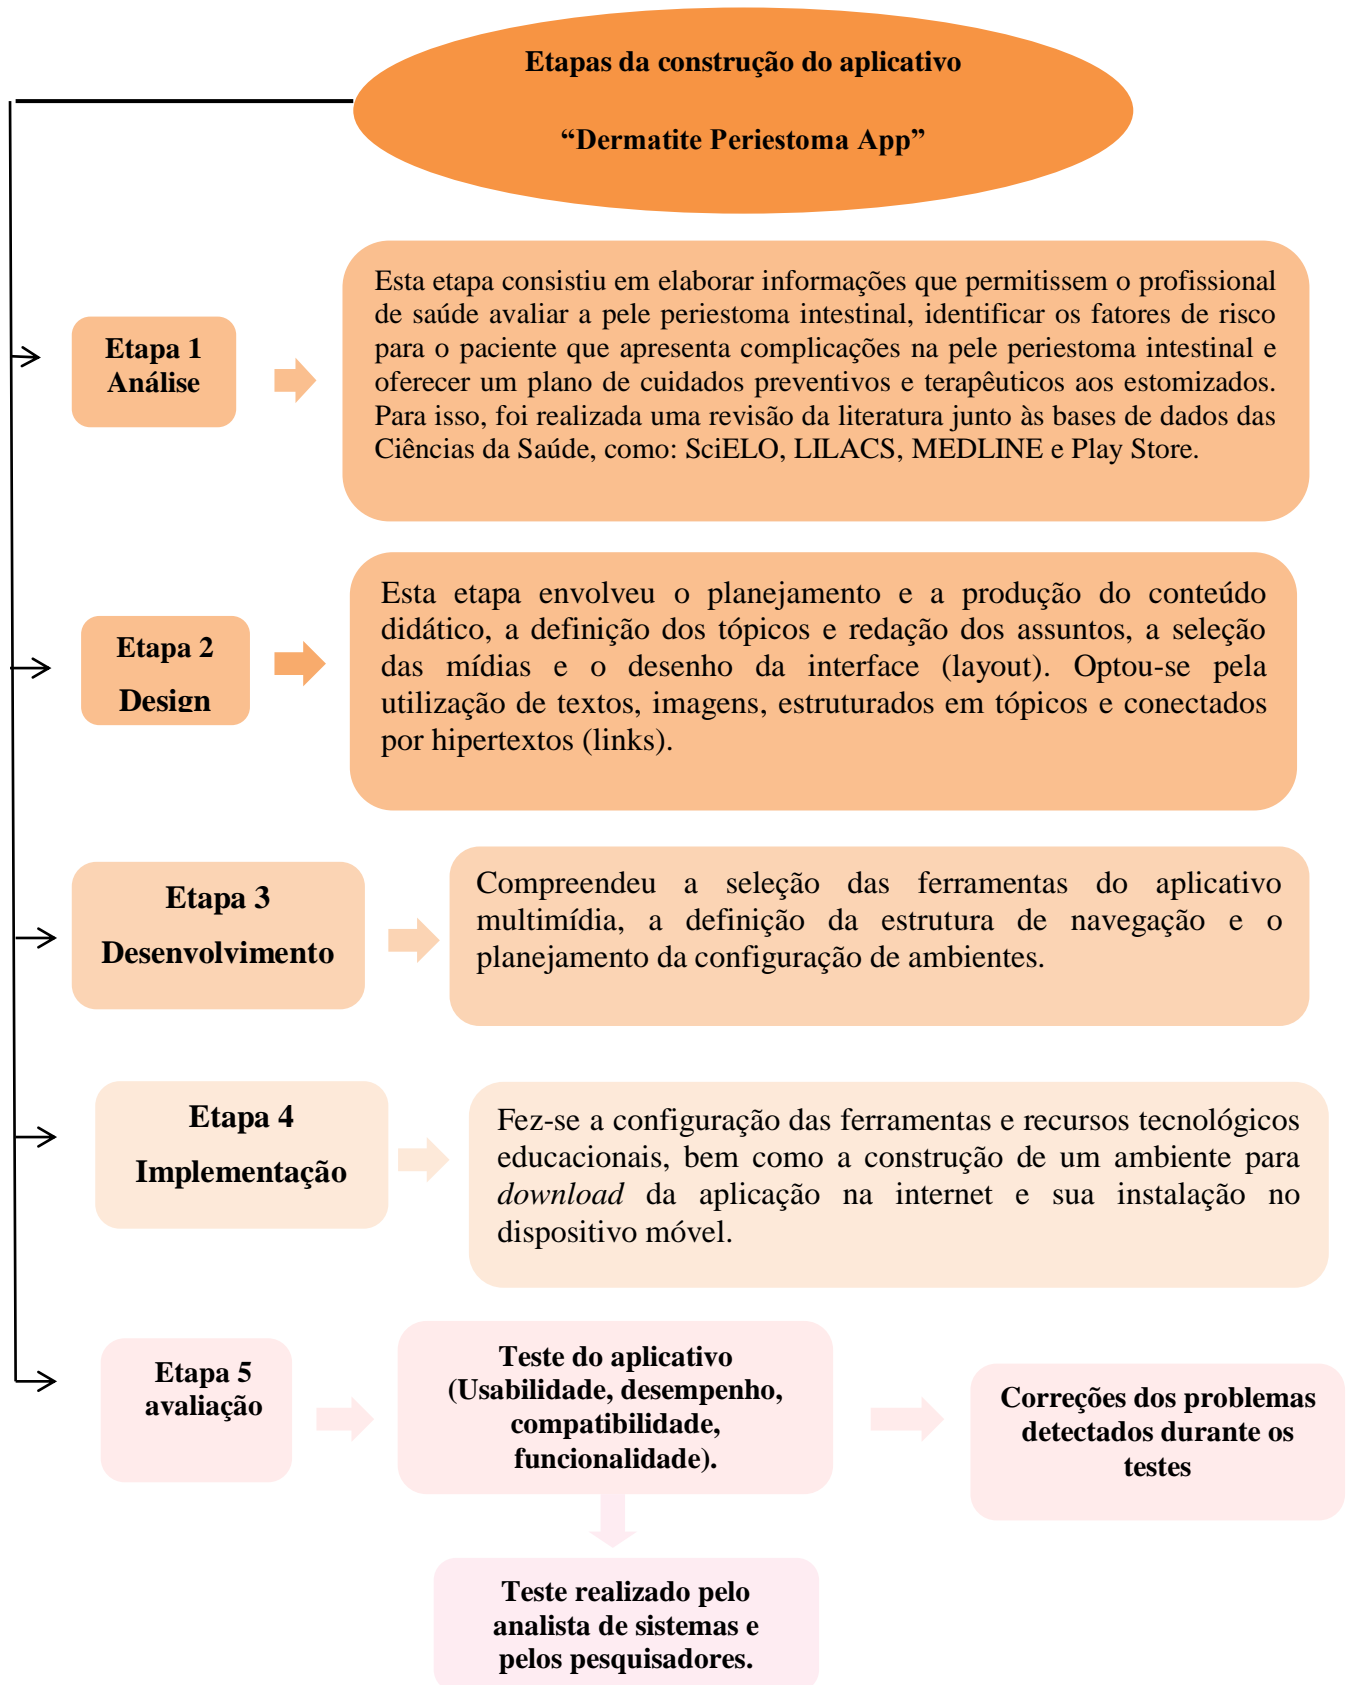 Etapas da construção do aplicativo
“Dermatite Periestoma App”
Etapa 1
Análise
Esta etapa consistiu em elaborar informações que permitissem o profissional
de saúde avaliar a pele periestoma intestinal, identificar os fatores de risco
para o paciente que apresenta complicações na pele periestoma intestinal e
oferecer um plano de cuidados preventivos e terapêuticos aos estomizados.
Para isso, foi realizada uma revisão da literatura junto às bases de dados das
Ciências da Saúde, como: SciELO, LILACS, MEDLINE e Play Store.
Etapa 2
Design
Esta etapa envolveu o planejamento e a produção do conteúdo
didático, a definição dos tópicos e redação dos assuntos, a seleção
das mídias e o desenho da interface (layout). Optou-se pela
utilização de textos, imagens, estruturados em tópicos e conectados
por hipertextos (links).
Etapa 3
Desenvolvimento
Compreendeu a seleção das ferramentas do aplicativo
multimídia, a definição da estrutura de navegação e o
planejamento da configuração de ambientes.
Etapa 4
Implementação
Fez-se a configuração das ferramentas e recursos tecnológicos
educacionais, bem como a construção de um ambiente para
download da aplicação na internet e sua instalação no
dispositivo móvel.
Etapa 5
avaliação
Teste do aplicativo
(Usabilidade, desempenho,
compatibilidade,
funcionalidade).
Correções dos problemas
detectados durante os
testes
Teste realizado pelo
analista de sistemas e
pelos pesquisadores.